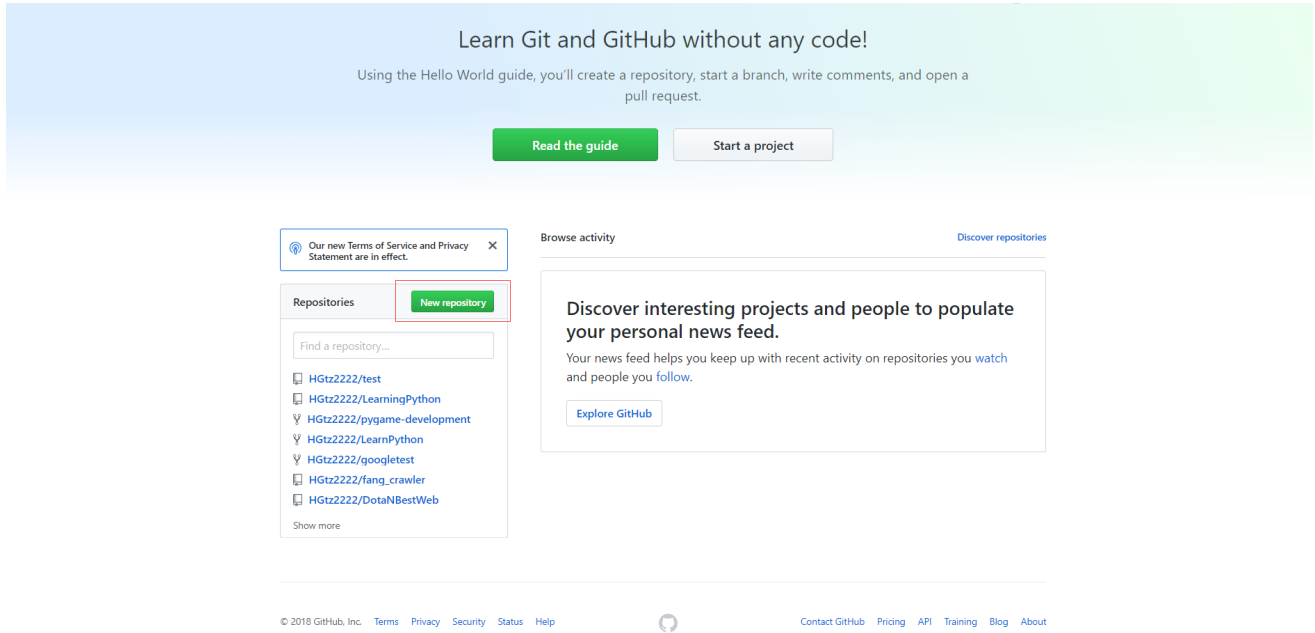 Learn Git and GitHub without any code!
Using the Hello World guide, you’ll create a repository, start a branch, write comments, and open a
pull request.
Read the guide
Start a project
Our new Terms of Service and Privacy
Statement are in effect.
Repositories
New repository
Find a repository...
HGtz2222/test
HGtz2222/LearningPython
HGtz2222/pygame-development
HGtz2222/LearnPython
HGtz2222/googletest
HGtz2222/fang_crawler
HGtz2222/DotaNBestWeb
Show more
Browse activity
Discover repositories
Discover interesting projects and people to populate
your personal news feed.
Your news feed helps you keep up with recent activity on repositories you watch
and people you follow.
Explore GitHub
© 2018 GitHub, Inc. Terms Privacy Security Status Help
Contact GitHub Pricing API Training Blog About